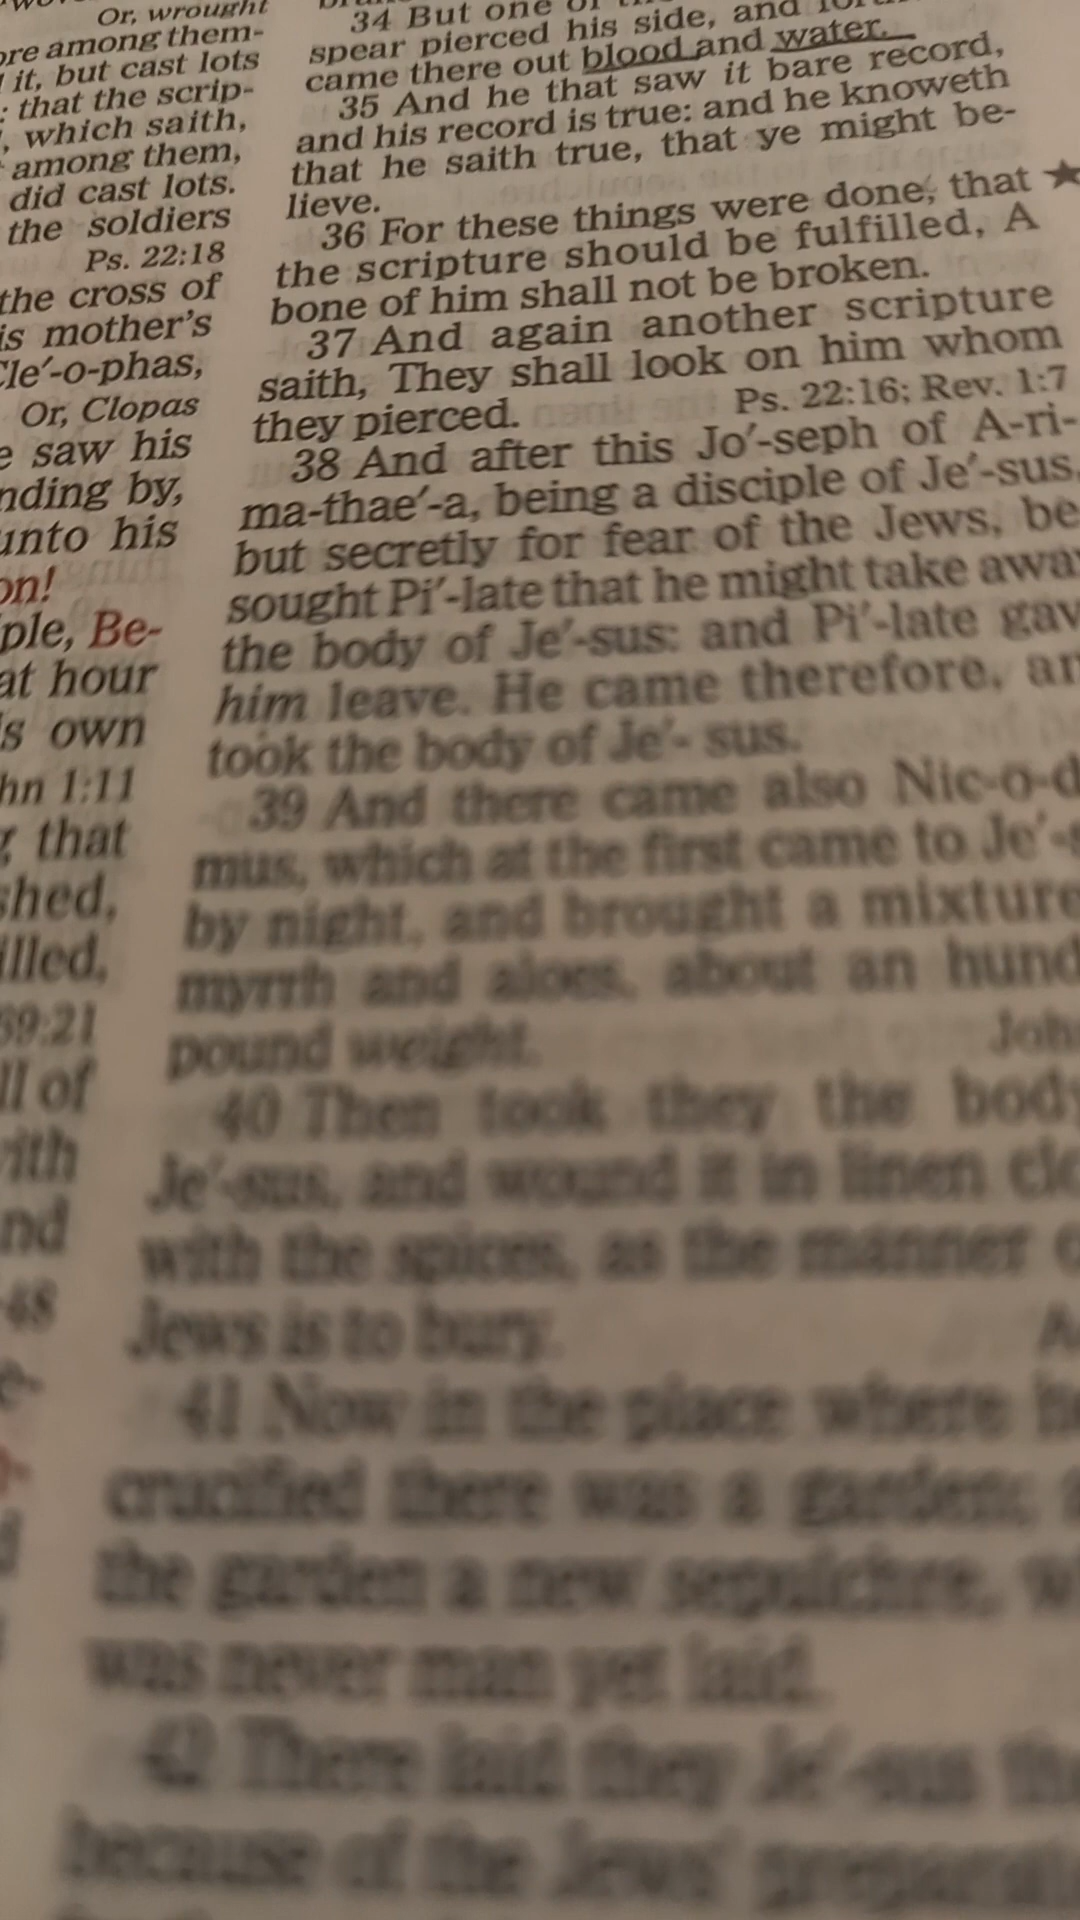 Or, wrought
ore among them-
it, but cast lots
: that the scrip-
, which saith,
among them,
did cast lots.
the soldiers
Ps. 22:18
the cross of
is mother's
Cle′-o-phas,
Or, Clopas
e saw his
nding by,
unto his
on!
ple, Be-
at hour
s own
hn 1:11
g that
shed,
illed,
69:21
ll of
with
nd
34 But one of
spear pierced his side, and
came there out blood and water.
35 And he that saw it bare record,
and his record is true: and he knoweth
that he saith true, that ye might be-
lieve.
36 For these things were done, that ★
the scripture should be fulfilled, A
bone of him shall not be broken.
37 And again another scripture
saith, They shall look on him whom
they pierced. Ps. 22:16; Rev. 1:7
38 And after this Jo′-seph of A-ri-
ma-thae′-a, being a disciple of Je′-sus,
but secretly for fear of the Jews, be
sought Pi′-late that he might take away
the body of Je′-sus: and Pi′-late gav
him leave. He came therefore, an
took the body of Je′- sus.
39 And there came also Nic-o-d
mus, which at the first came to Je′-s
by night, and brought a mixture
myrrh and aloes, about an hund
pound weight. Joh
40 Then took they the body
Je′-sus, and wound it in linen clo
with the spices, as the manner o
Jews is to bury.
41 Now in the place where he
crucified there was a garden;
the garden a new sepulchre, w
was never man yet laid.
42 There laid they Je′-sus the
because of the Jews'